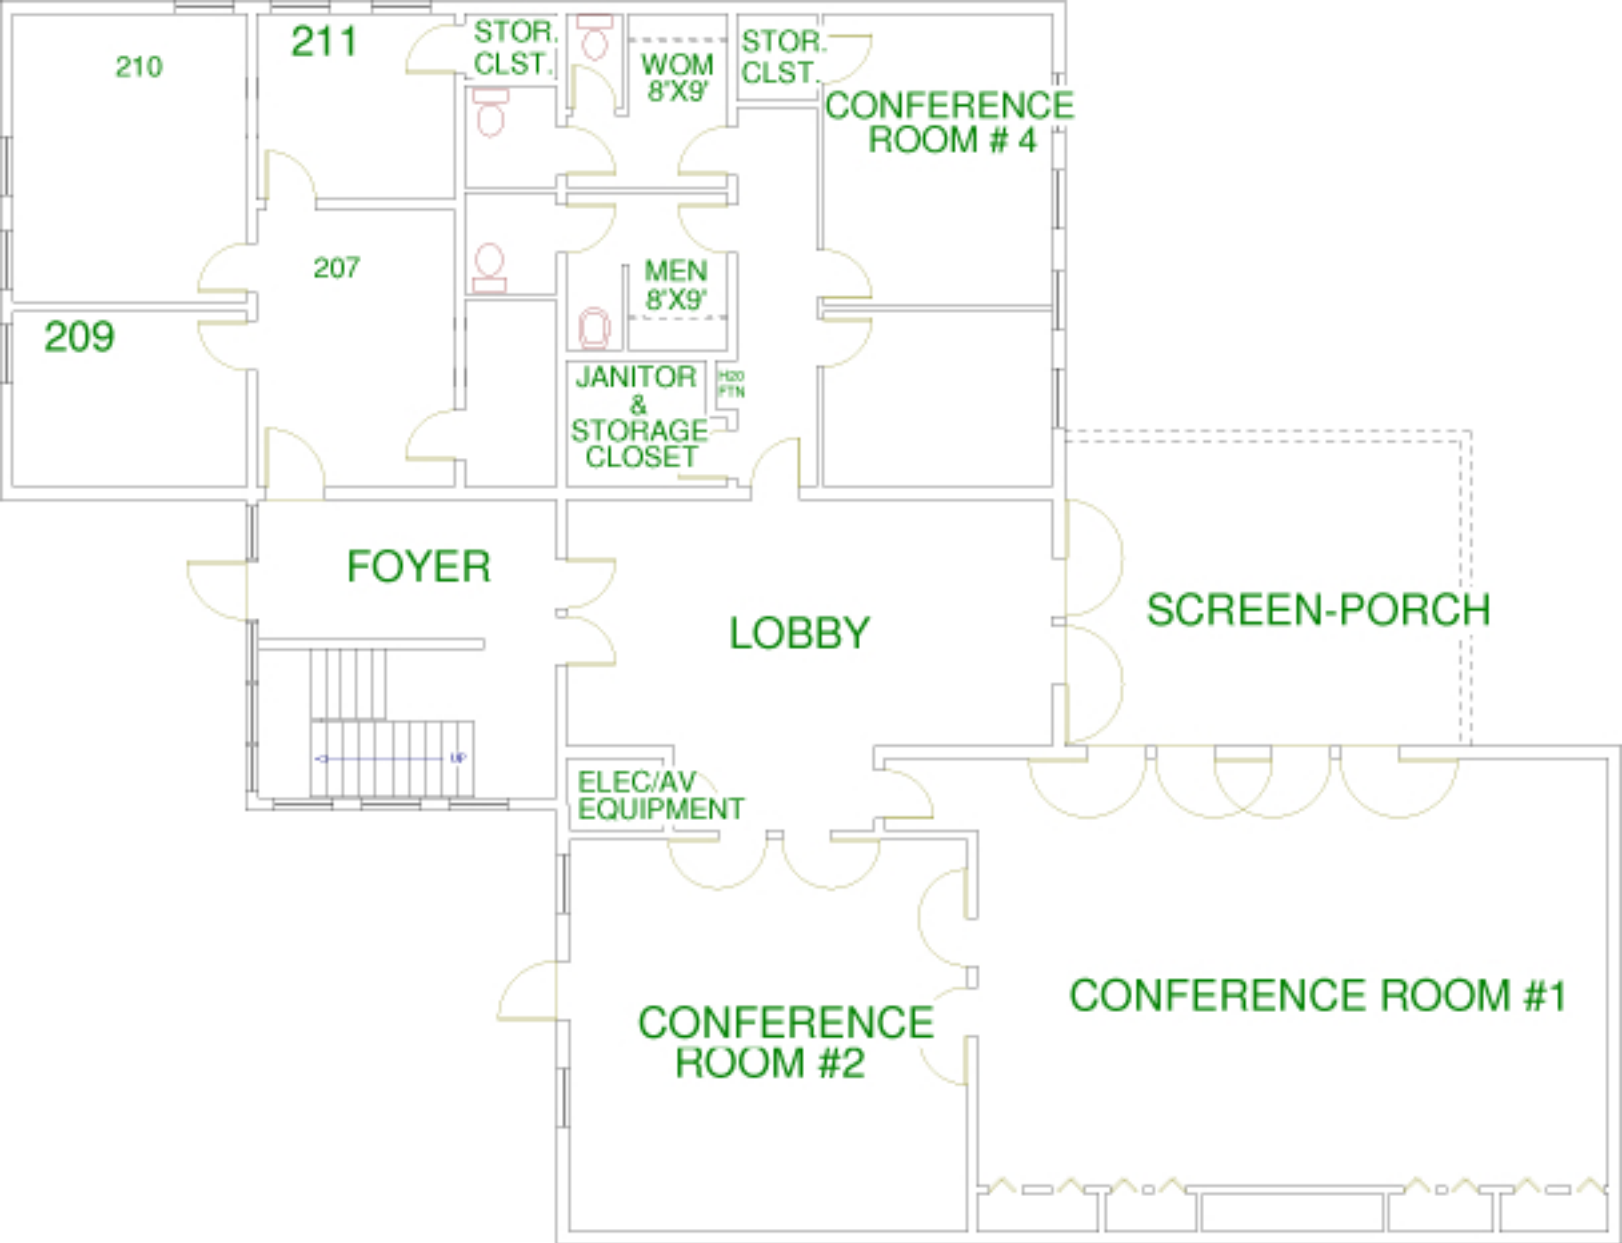 210
211
STOR.
CLST.
WOM
8'X9'
STOR.
CLST.
CONFERENCE
ROOM # 4
207
209
MEN
8'X9'
JANITOR
&
STORAGE
CLOSET
H20
FTN
FOYER
LOBBY
SCREEN-PORCH
UP
ELEC/AV
EQUIPMENT
CONFERENCE
ROOM #2
CONFERENCE ROOM #1